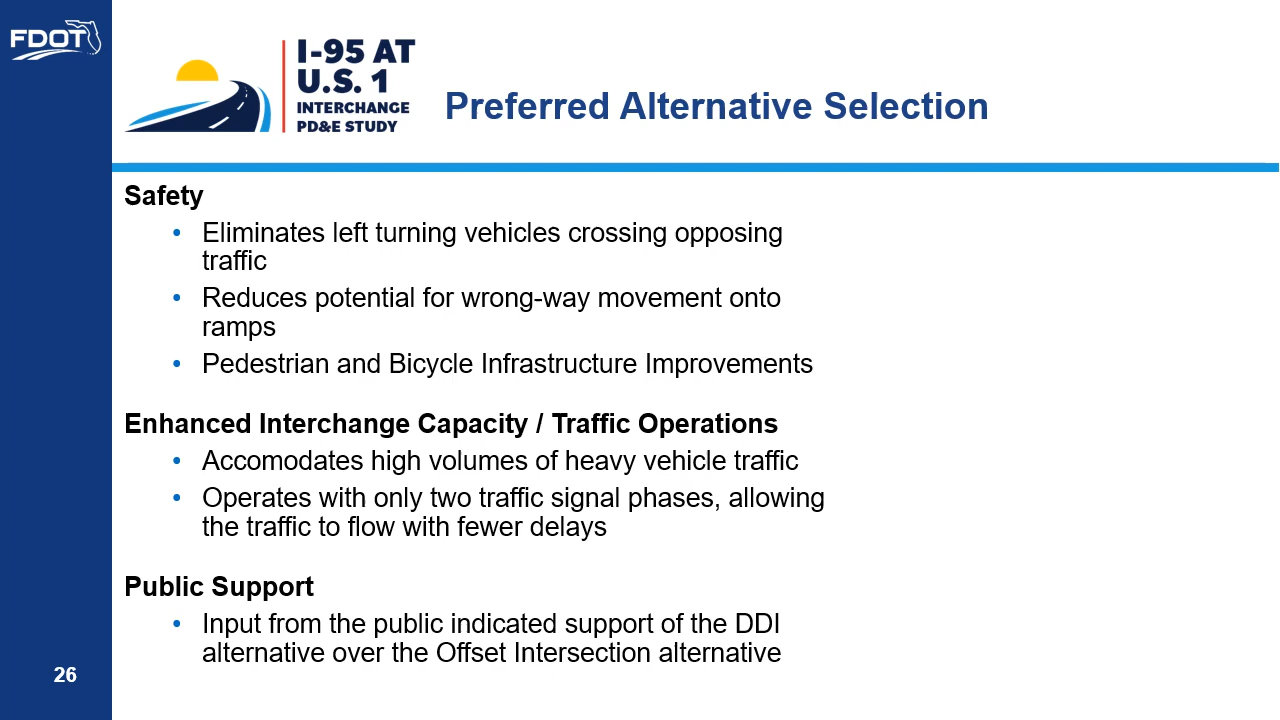 FDOT
I-95 AT
U.S. 1
INTERCHANGE
PD&E STUDY
Preferred Alternative Selection
Safety
• Eliminates left turning vehicles crossing opposing
traffic
• Reduces potential for wrong-way movement onto
ramps
• Pedestrian and Bicycle Infrastructure Improvements
Enhanced Interchange Capacity / Traffic Operations
• Accomodates high volumes of heavy vehicle traffic
• Operates with only two traffic signal phases, allowing
the traffic to flow with fewer delays
Public Support
• Input from the public indicated support of the DDI
alternative over the Offset Intersection alternative
26